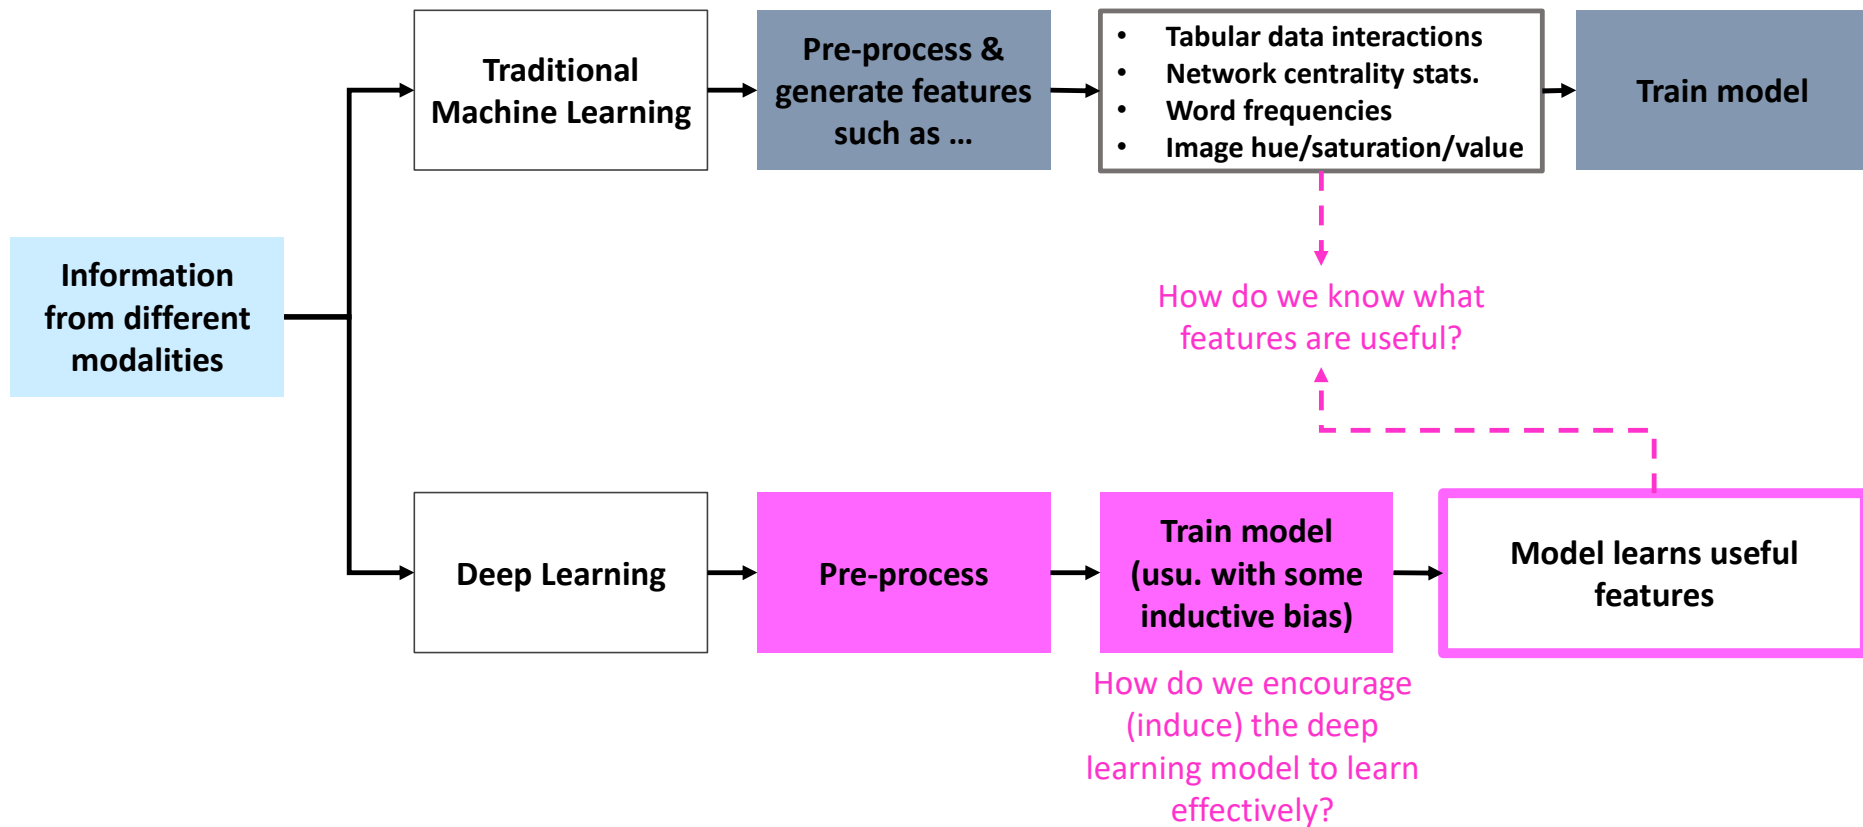 Information
from different
modalities
Traditional
Machine Learning
Pre-process &
generate features
such as …
• Tabular data interactions
• Network centrality stats.
• Word frequencies
• Image hue/saturation/value
Train model
How do we know what
features are useful?
Deep Learning
Pre-process
Train model
(usu. with some
inductive bias)
Model learns useful
features
How do we encourage
(induce) the deep
learning model to learn
effectively?